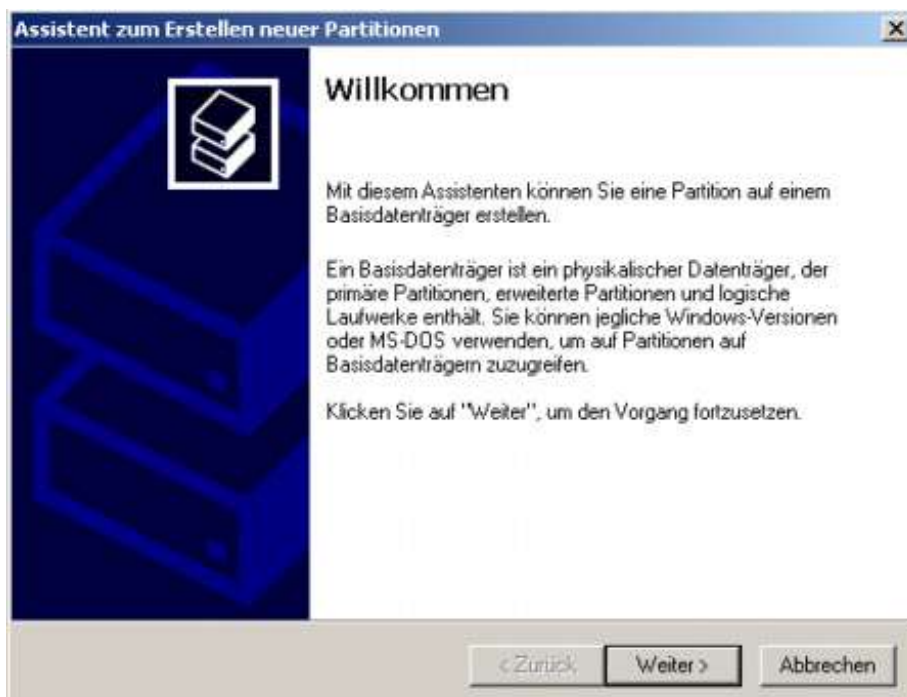 Assistent zum Erstellen neuer Partitionen
Willkommen
Mit diesem Assistenten können Sie eine Partition auf einem
Basisdatenträger erstellen.
Ein Basisdatenträger ist ein physikalischer Datenträger, der
primäre Partitionen, erweiterte Partitionen und logische
Laufwerke enthält. Sie können jegliche Windows-Versionen
oder MS-DOS verwenden, um auf Partitionen auf
Basisdatenträgern zuzugreifen.
Klicken Sie auf "Weiter", um den Vorgang fortzusetzen.
< Zurück Weiter > Abbrechen